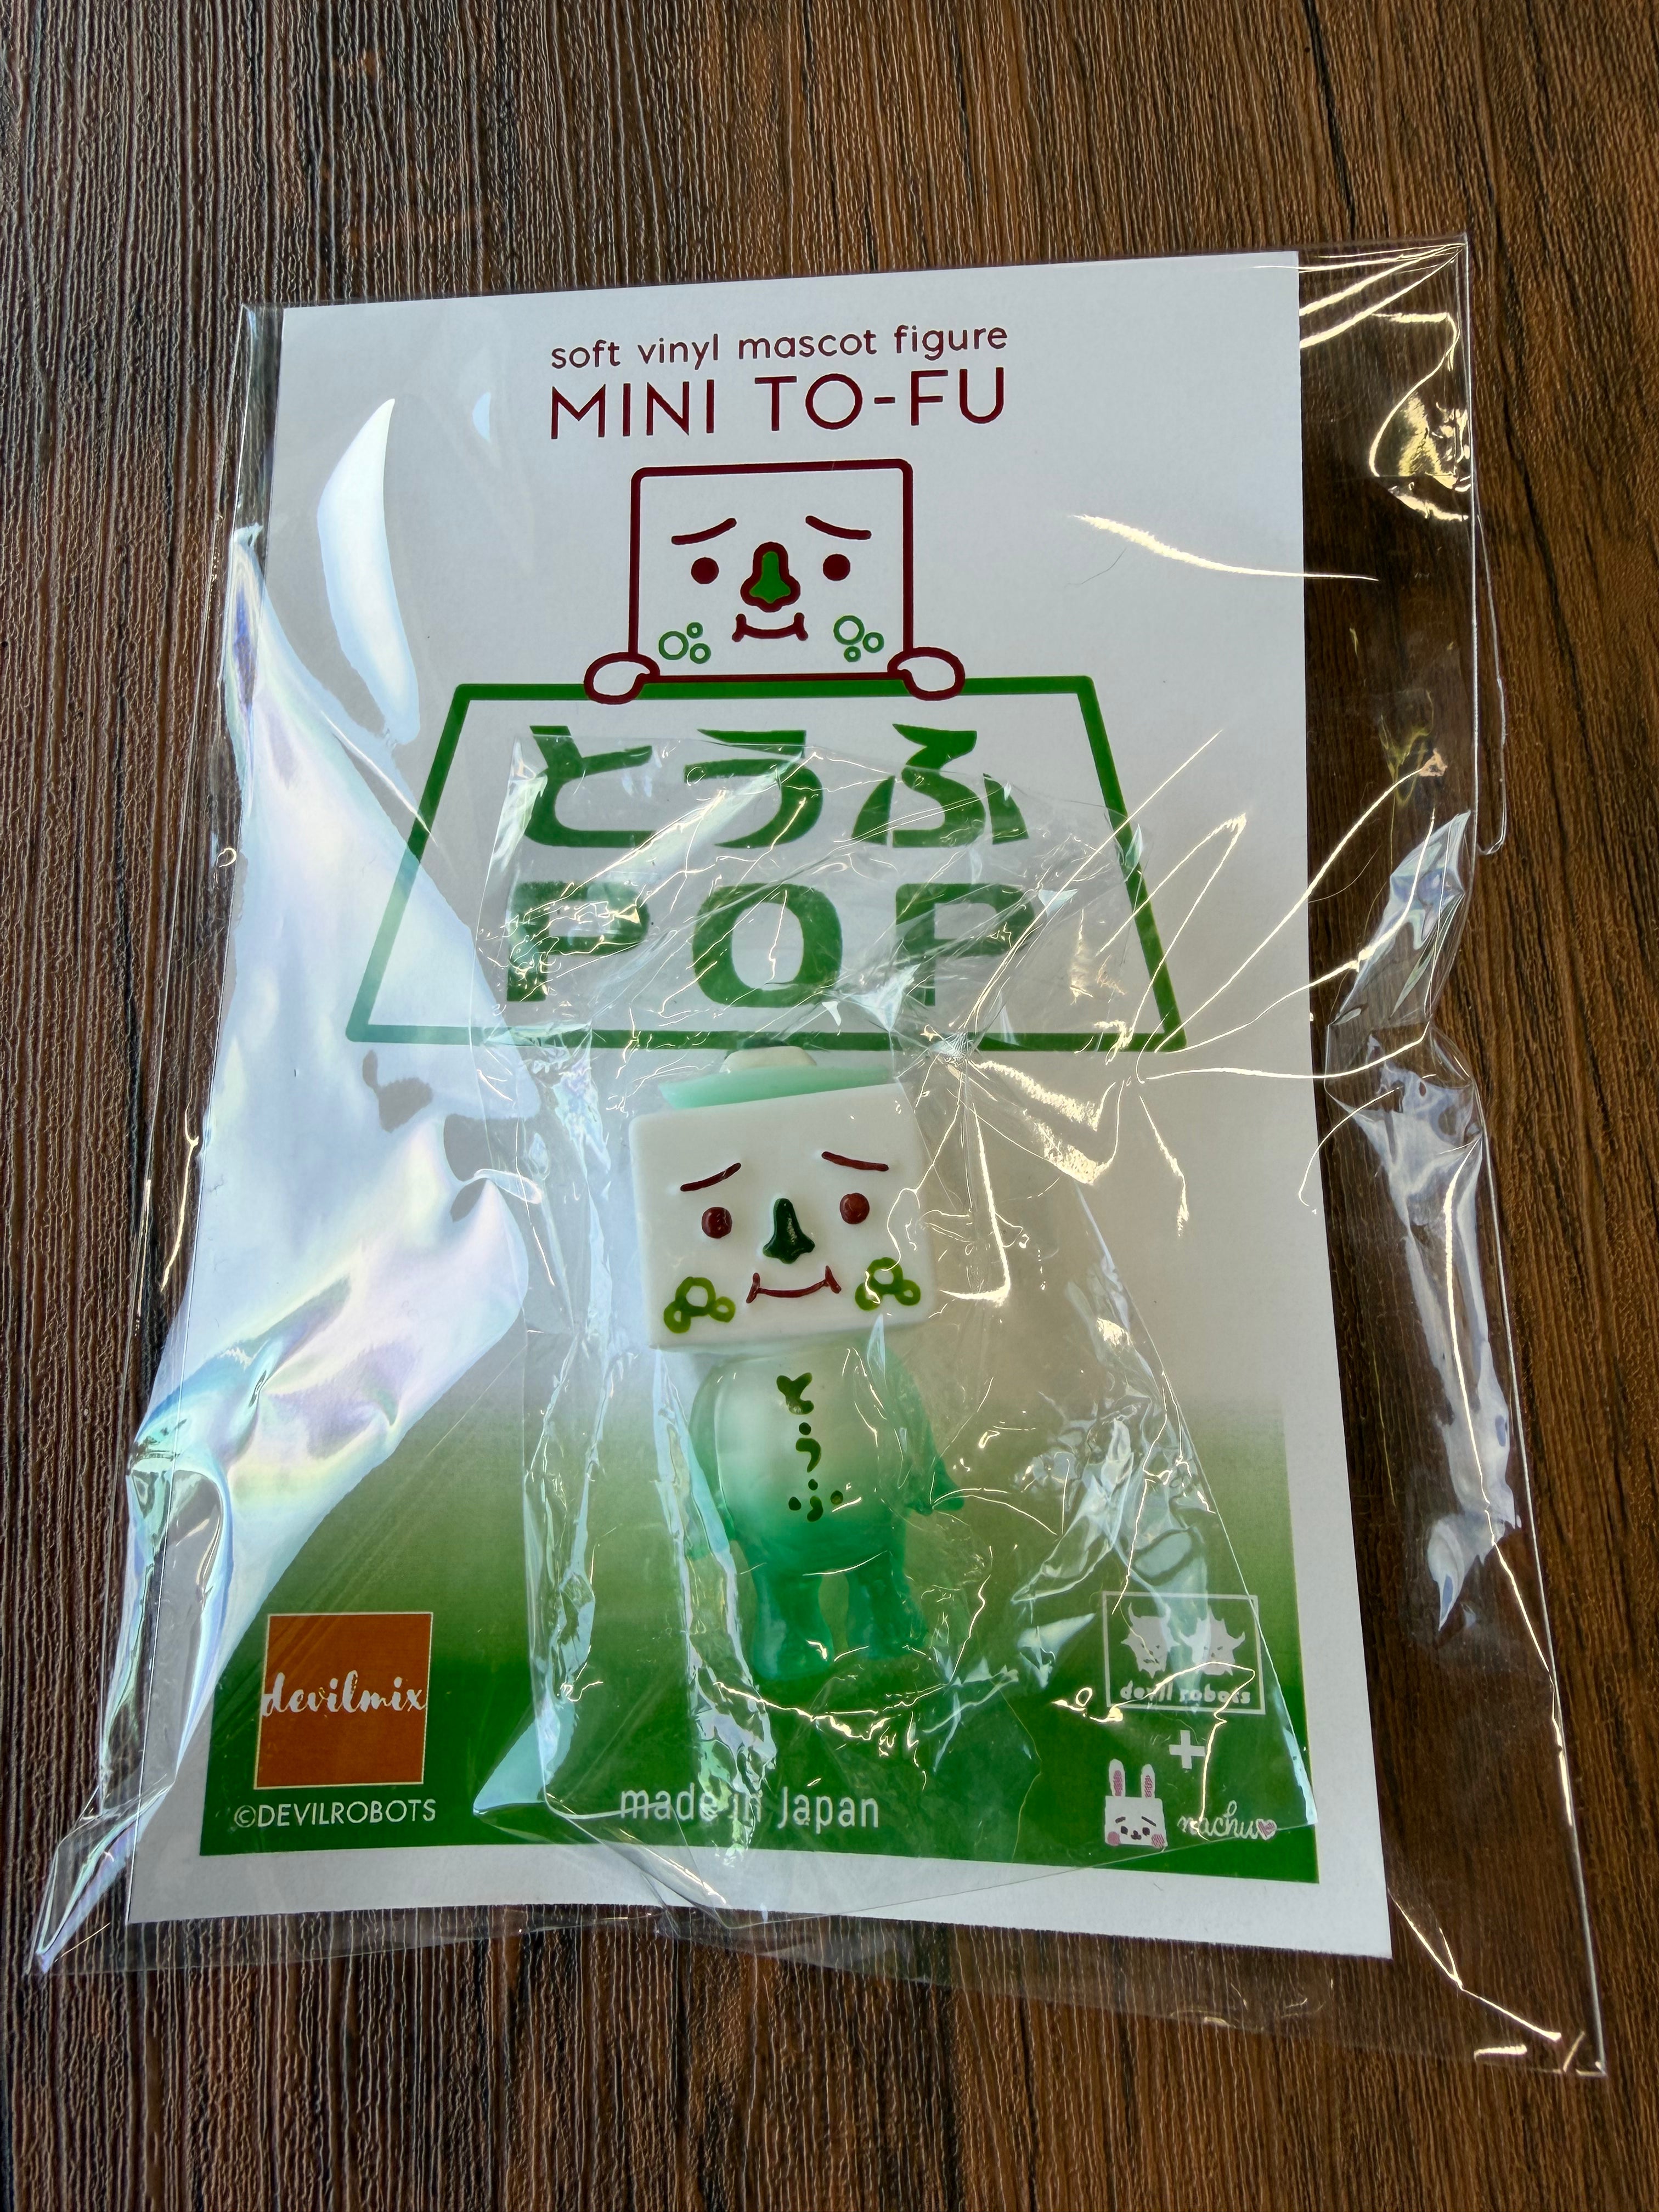 soft vinyl mascot figure
MINI TO-FU
とうふ
POP
とうふ
devilmix
©DEVILROBOTS
made in Japan
devil robots
+
nachu♡